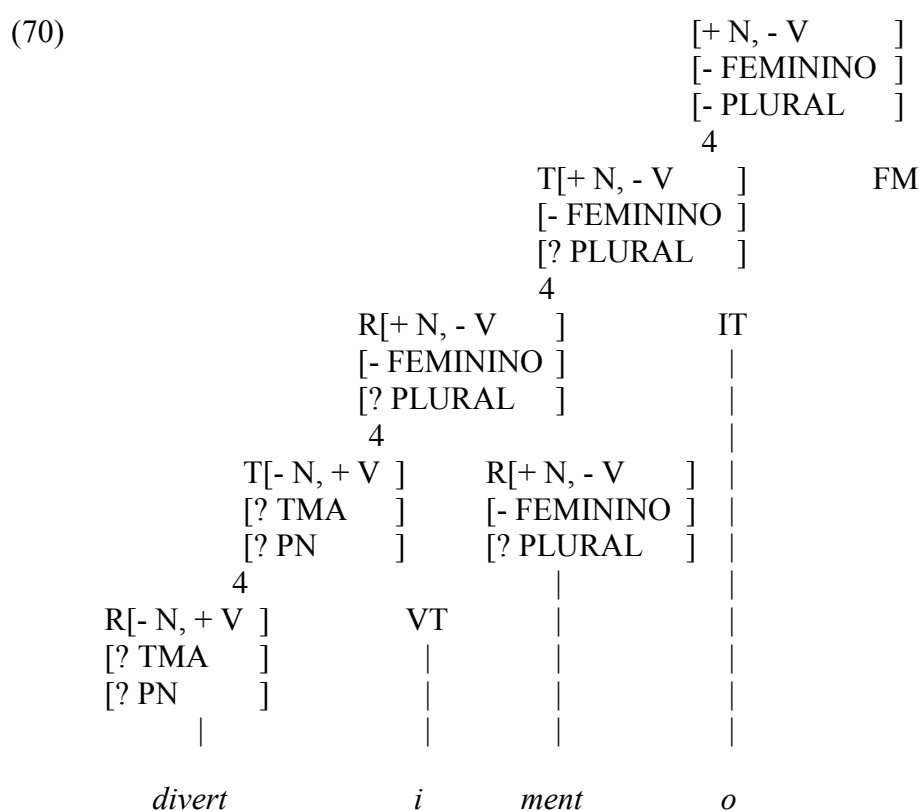 (70) [+ N, - V ]
[- FEMININO ]
[- PLURAL ]
4
T[+ N, - V ] FM
[- FEMININO ]
[? PLURAL ]
4
R[+ N, - V ] IT
[- FEMININO ] |
[? PLURAL ] |
4 |
T[- N, + V ] R[+ N, - V ] |
[? TMA ] [- FEMININO ] |
[? PN ] [? PLURAL ] |
4 | |
R[- N, + V ] VT | |
[? TMA ] | | |
[? PN ] | | |
| | | |
divert i ment o